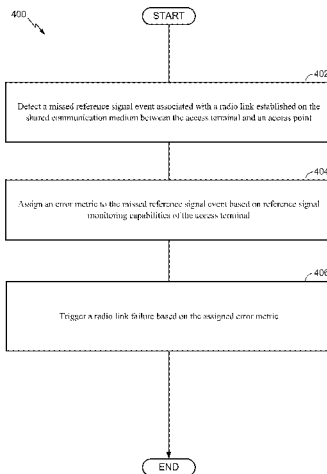 400
START
402
Detect a missed reference signal event associated with a radio link established on the
shared communication medium between the access terminal and an access point
404
Assign an error metric to the missed reference signal event based on reference signal
monitoring capabilities of the access terminal
406
Trigger a radio link failure based on the assigned error metric
END